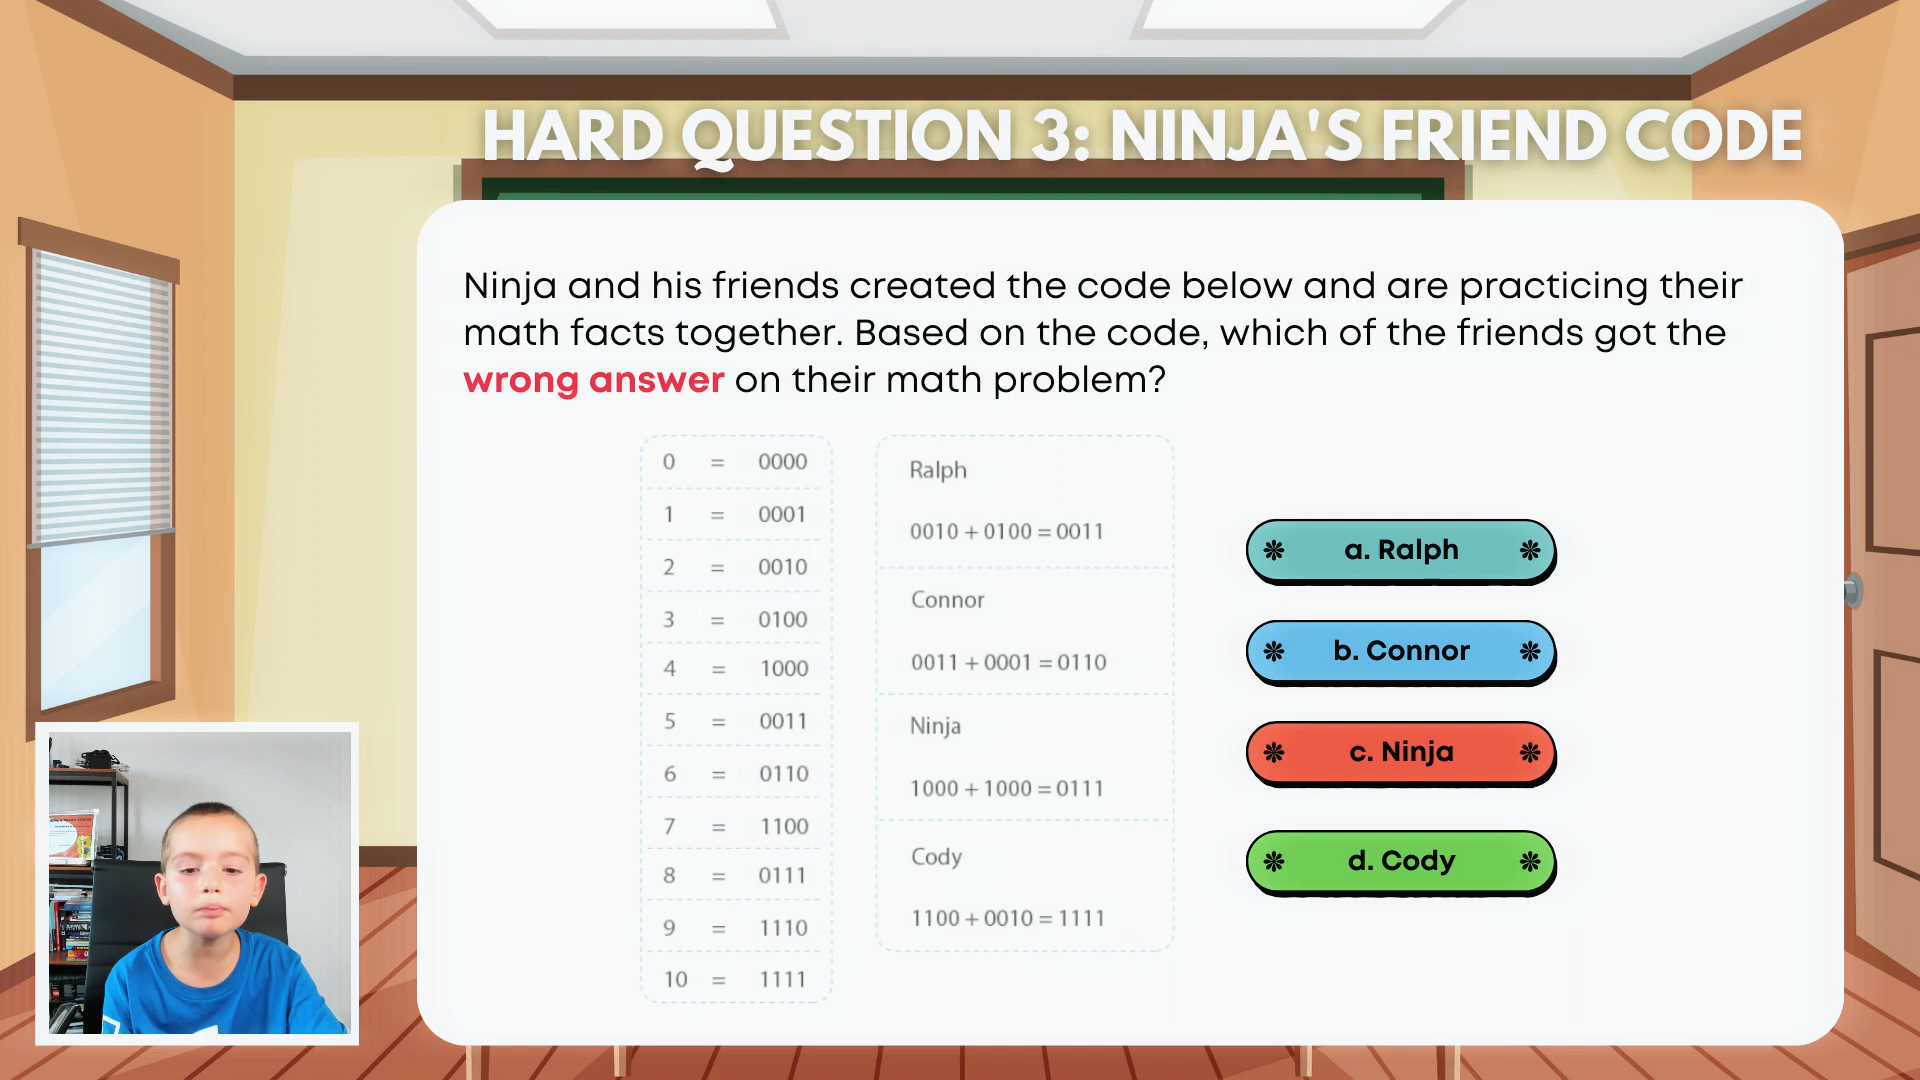 HARD QUESTION 3: NINJA'S FRIEND CODE
Ninja and his friends created the code below and are practicing their
math facts together. Based on the code, which of the friends got the
wrong answer on their math problem?
0 = 0000
1 = 0001
2 = 0010
3 = 0100
4 = 1000
5 = 0011
6 = 0110
7 = 1100
8 = 0111
9 = 1110
10 = 1111
Ralph
0010 + 0100 = 0011
Connor
0011 + 0001 = 0110
Ninja
1000 + 1000 = 0111
Cody
1100 + 0010 = 1111
a. Ralph
b. Connor
c. Ninja
d. Cody